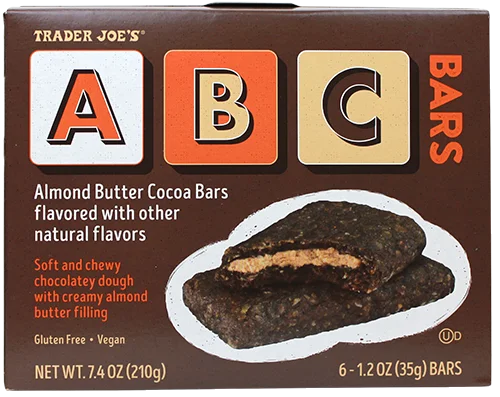 TRADER JOE'S®
A B C BARS
Almond Butter Cocoa Bars
flavored with other
natural flavors
Soft and chewy
chocolatey dough
with creamy almond
butter filling
Gluten Free • Vegan
NET WT. 7.4 OZ (210g)
U D
6 - 1.2 OZ (35g) BARS